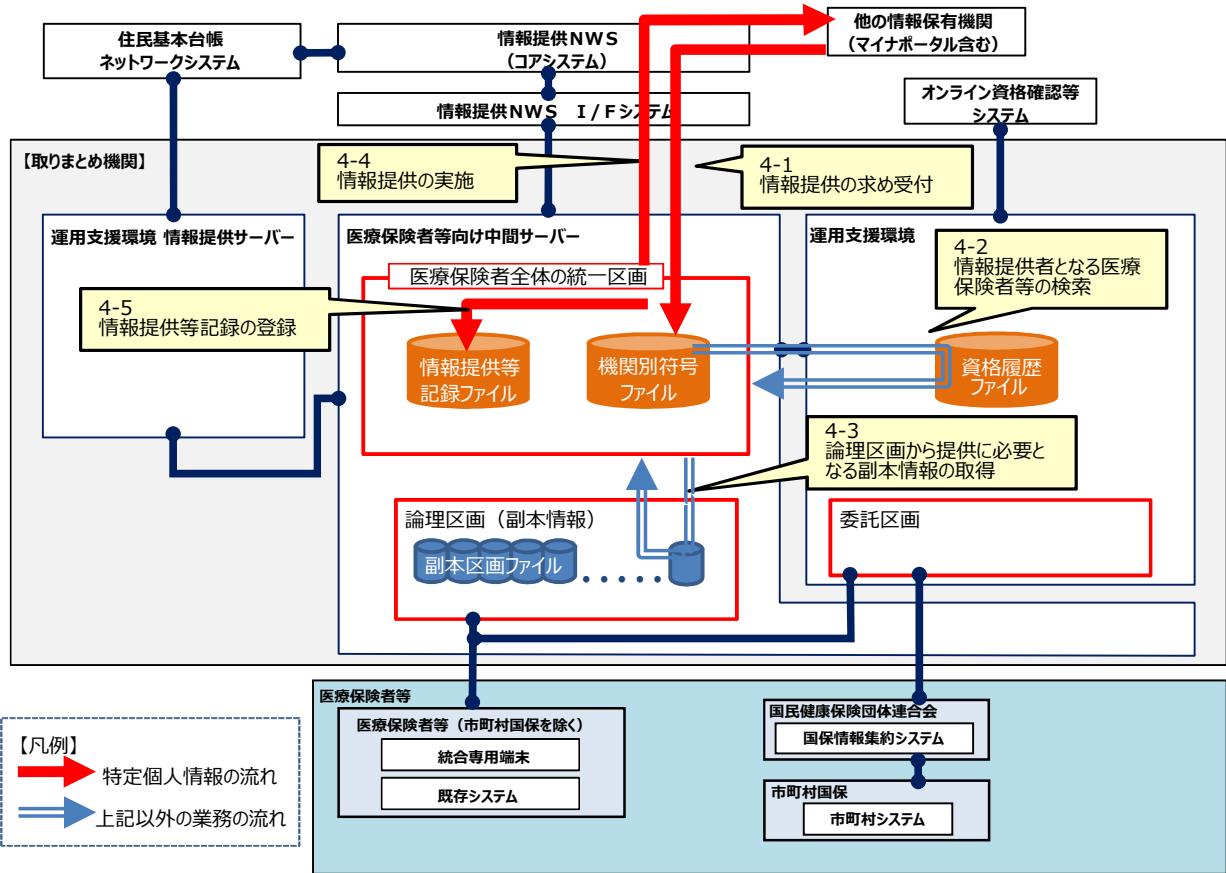 住民基本台帳
ネットワークシステム
情報提供NWS
(コアシステム)
他の情報保有機関
(マイナポータル含む)
情報提供NWS I/Fシステム
オンライン資格確認等
システム
【取りまとめ機関】
4-4
情報提供の実施
4-1
情報提供の求め受付
運用支援環境 情報提供サーバー
医療保険者等向け中間サーバー
運用支援環境
4-2
情報提供者となる医療
保険者等の検索
医療保険者全体の統一区画
4-5
情報提供等記録の登録
情報提供等
記録ファイル
機関別符号
ファイル
資格履歴
ファイル
4-3
論理区画から提供に必要と
なる副本情報の取得
論理区画(副本情報)
副本区画ファイル
・・・・・
委託区画
医療保険者等
医療保険者等(市町村国保を除く)
統合専用端末
既存システム
国民健康保険団体連合会
国保情報集約システム
市町村国保
市町村システム
【凡例】
特定個人情報の流れ
上記以外の業務の流れ